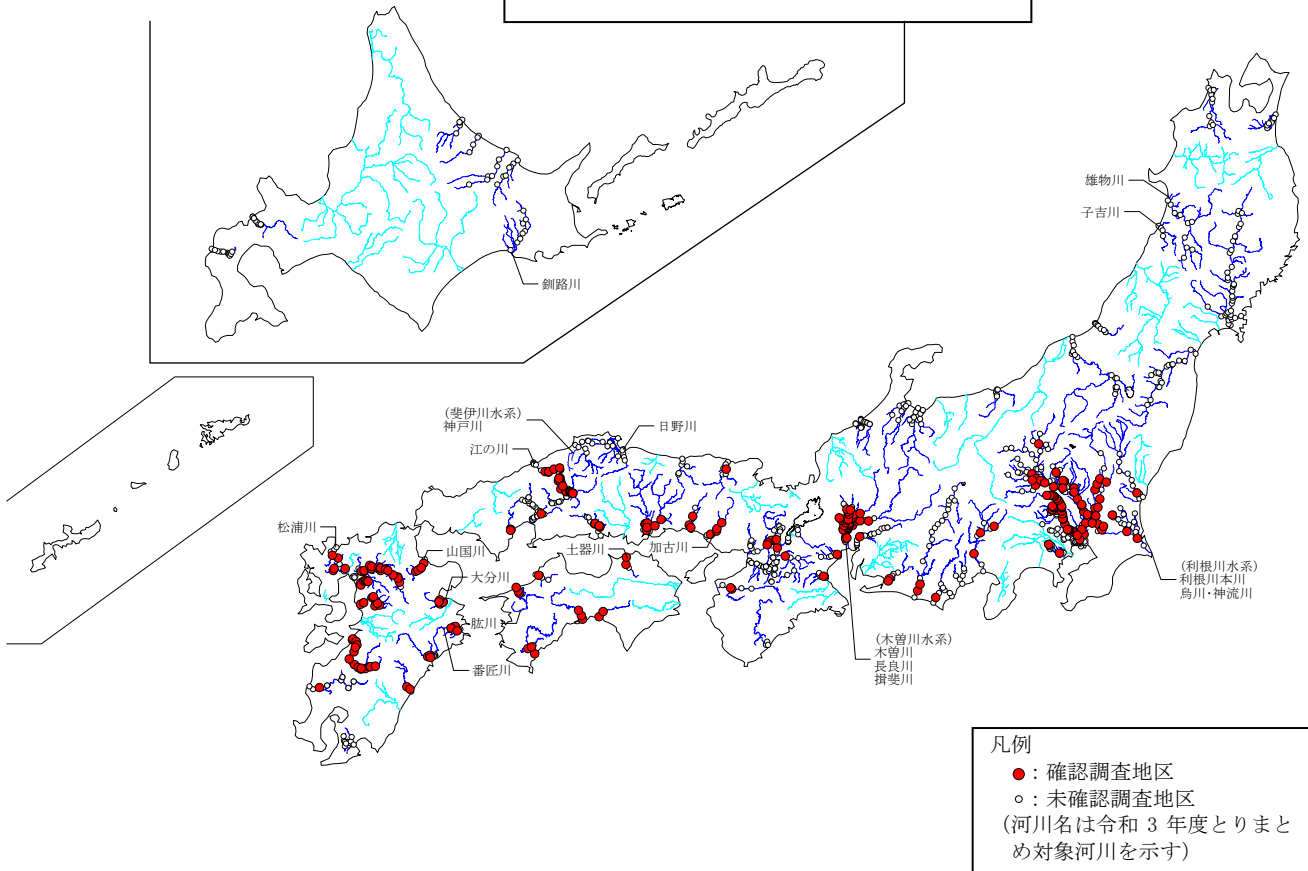 雄物川
子吉川
釧路川
(斐伊川水系)
神戸川
日野川
江の川
松浦川
山国川
土器川
加古川
大分川
肱川
番匠川
(利根川水系)
利根川本川
烏川・神流川
(木曽川水系)
木曽川
長良川
揖斐川
凡例
：確認調査地区
：未確認調査地区
(河川名は令和 3 年度とりまと
め対象河川を示す)